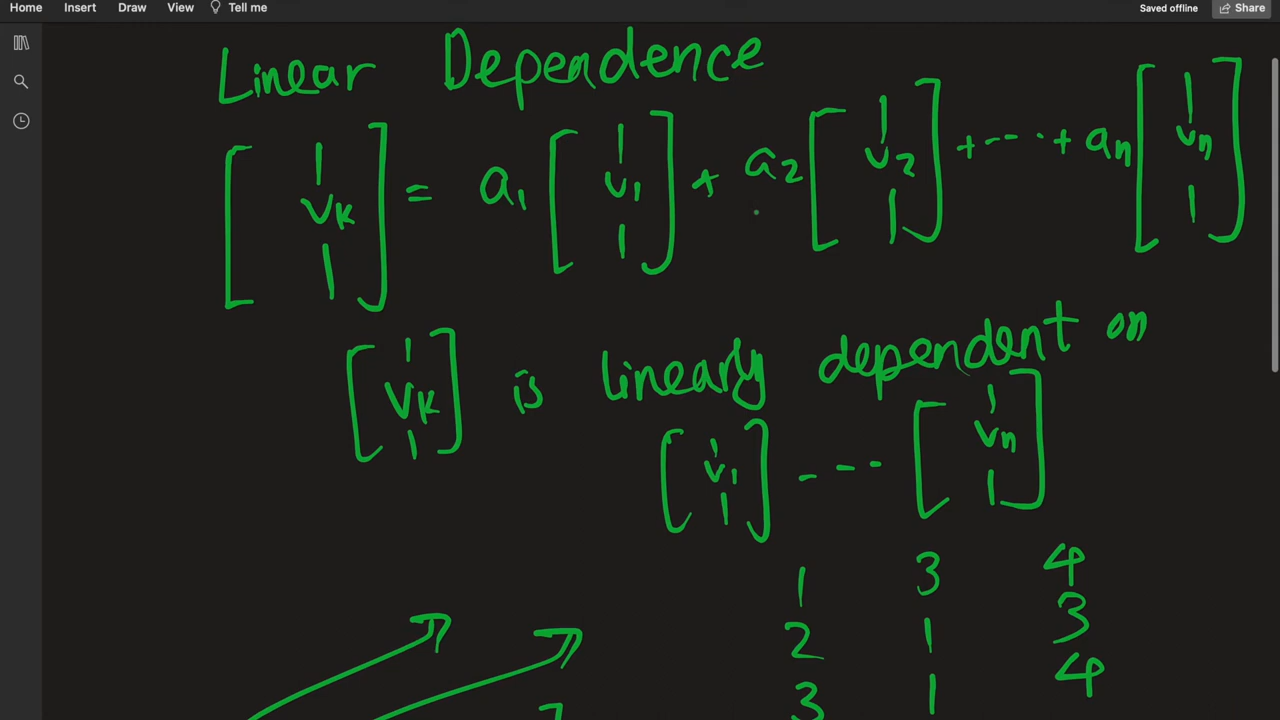 Home Insert Draw View Tell me Saved offline Share
Linear Dependence
[vk] = a1 [v1] + a2 [v2] + --- + an [vn]
[vk] is linearly dependent on
[v1] --- [vn]
1 3 4
2 1 3
3 1 4